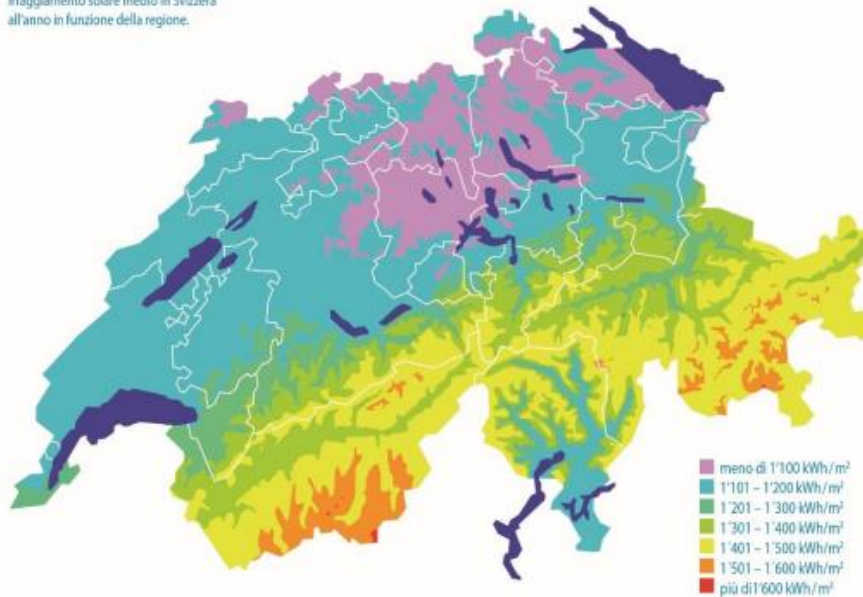 Irraggiamento solare medio in Svizzera
all'anno in funzione della regione.
meno di 1'100 kWh/m²
1'101 – 1'200 kWh/m²
1'201 – 1'300 kWh/m²
1'301 – 1'400 kWh/m²
1'401 – 1'500 kWh/m²
1'501 – 1'600 kWh/m²
più di1'600 kWh/m²